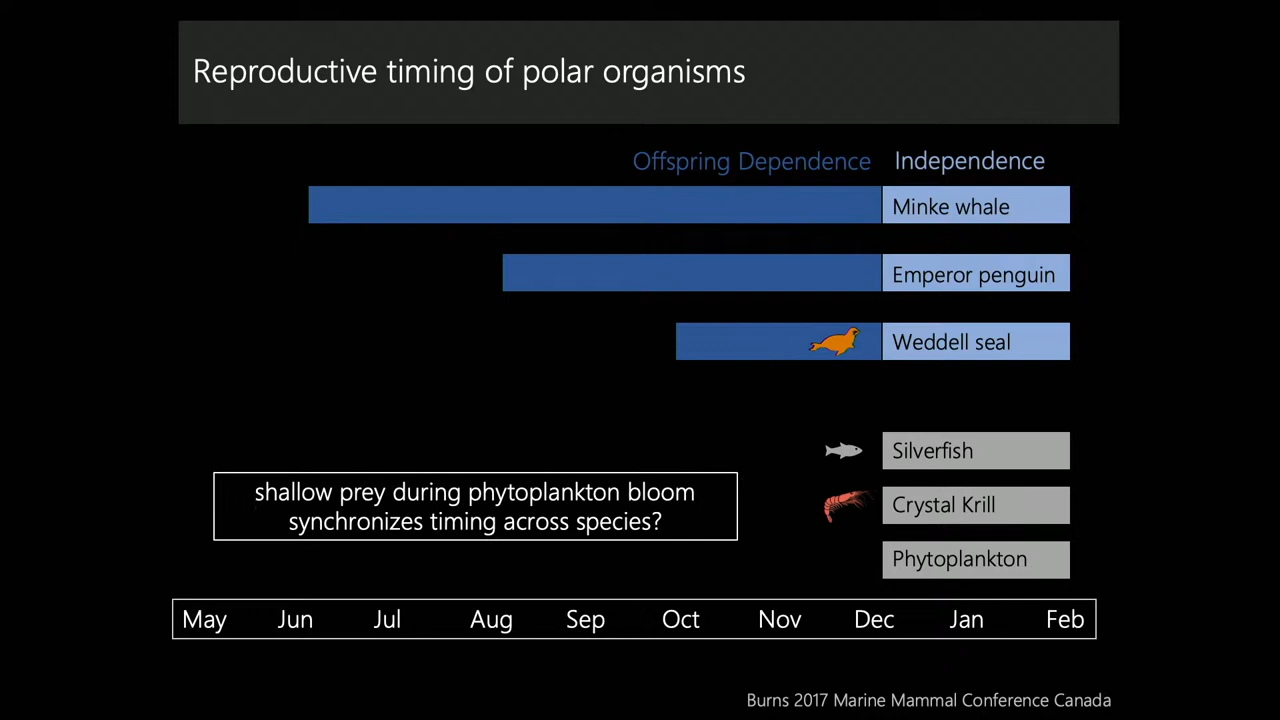 Reproductive timing of polar organisms
Offspring Dependence
Independence
Minke whale
Emperor penguin
Weddell seal
Silverfish
Crystal Krill
Phytoplankton
shallow prey during phytoplankton bloom
synchronizes timing across species?
May Jun Jul Aug Sep Oct Nov Dec Jan Feb
Burns 2017 Marine Mammal Conference Canada